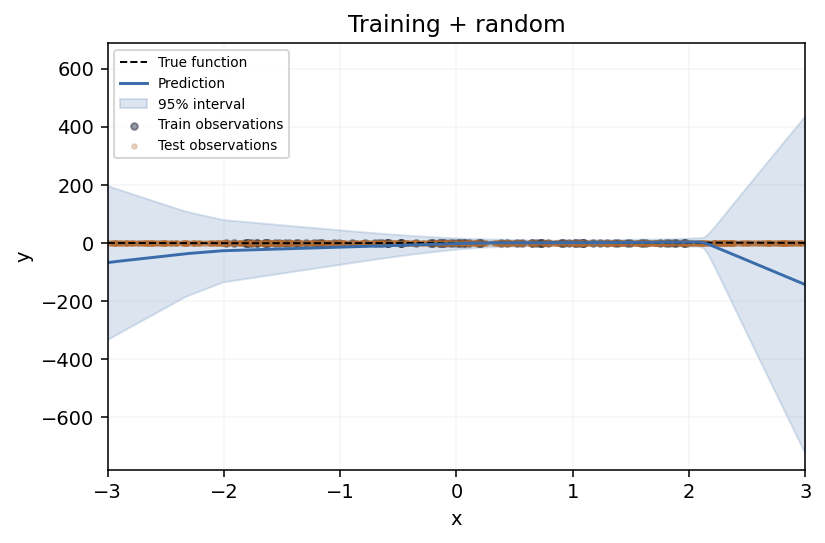 Training + random
True function
Prediction
95% interval
Train observations
Test observations
600
400
200
0
−200
−400
−600
y
−3
−2
−1
0
1
2
3
x